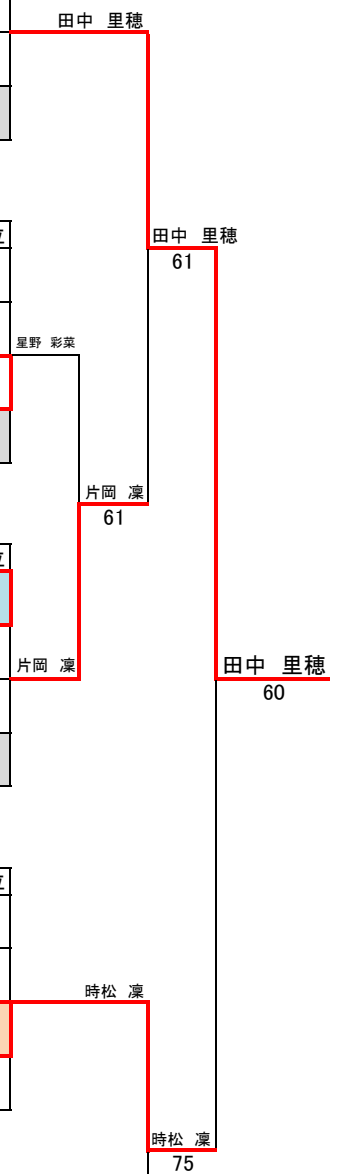 田中 里穂
田中 里穂
61
星野 彩菜
片岡 凜
61
片岡 凜
田中 里穂
60
時松 凜
時松 凜
75